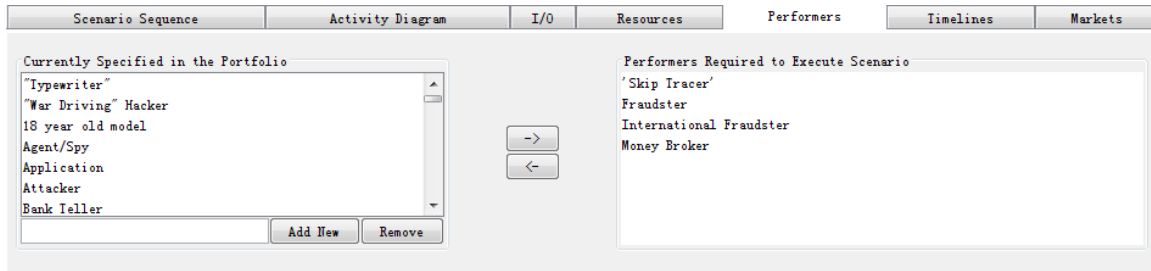 Scenario Sequence Activity Diagram I/O Resources Performers Timelines Markets
Currently Specified in the Portfolio
"Typewriter"
"War Driving" Hacker
18 year old model
Agent/Spy
Application
Attacker
Bank Teller
Add New Remove
->
<-
Performers Required to Execute Scenario
'Skip Tracer'
Fraudster
International Fraudster
Money Broker